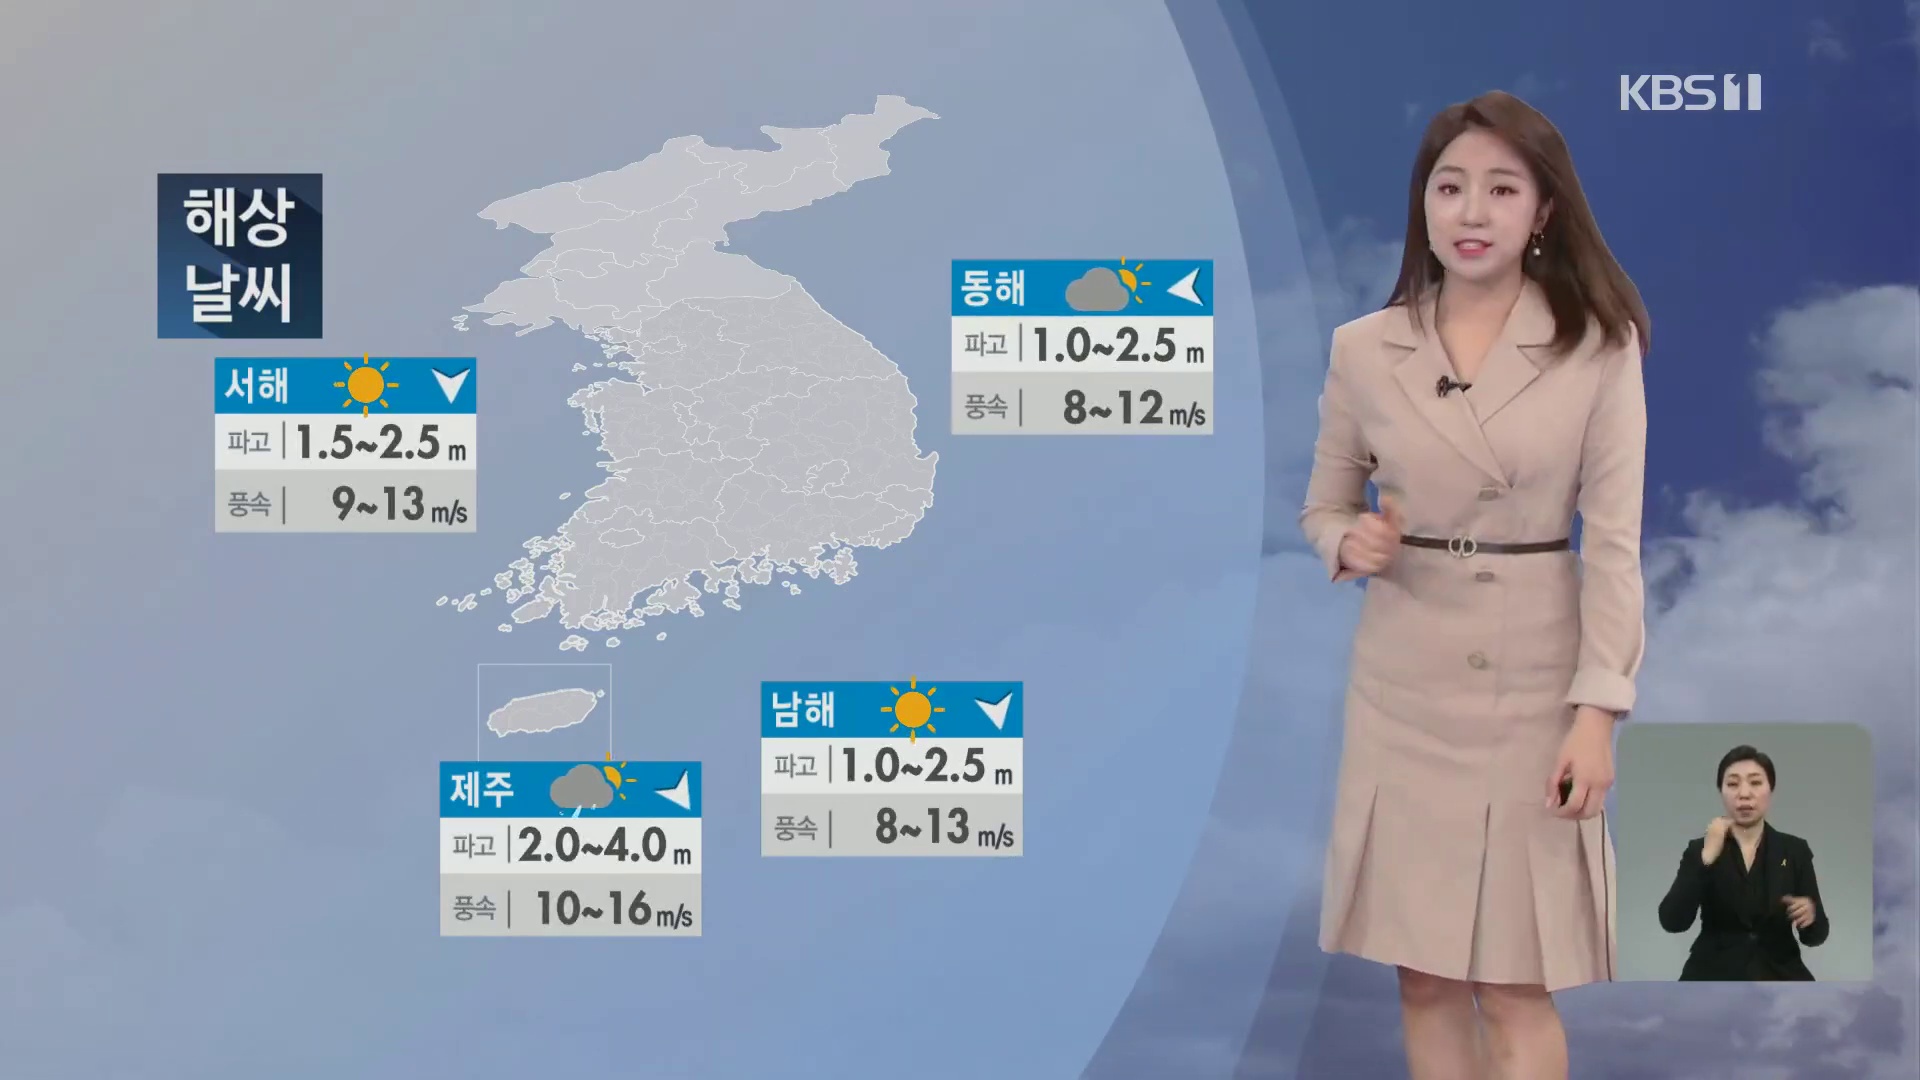 KBS 1
해상
날씨
동해
파고 1.0~2.5 m
풍속 8~12 m/s
서해
파고 1.5~2.5 m
풍속 9~13 m/s
남해
파고 1.0~2.5 m
풍속 8~13 m/s
제주
파고 2.0~4.0 m
풍속 10~16 m/s